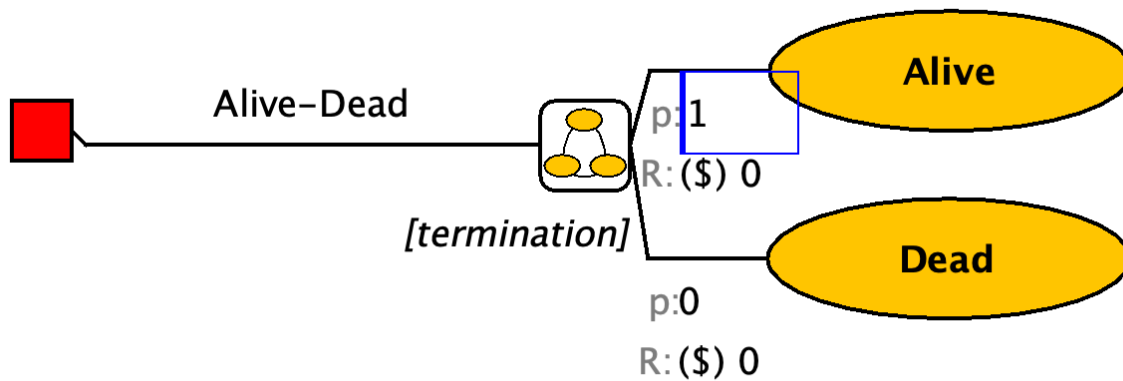 Alive-Dead
[termination]
Alive
p:1
R:($) 0
Dead
p:0
R:($) 0